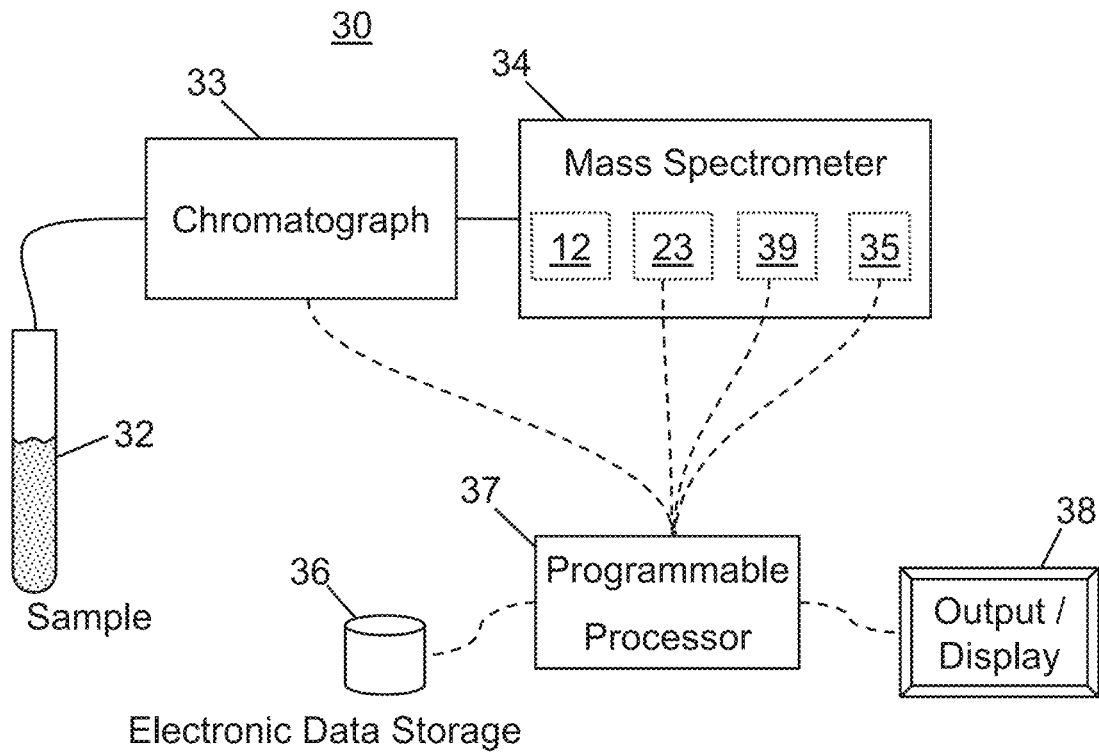 30
33
34
Chromatograph
Mass Spectrometer
12 23 39 35
32
Sample
37
Programmable
Processor
36
Electronic Data Storage
38
Output /
Display